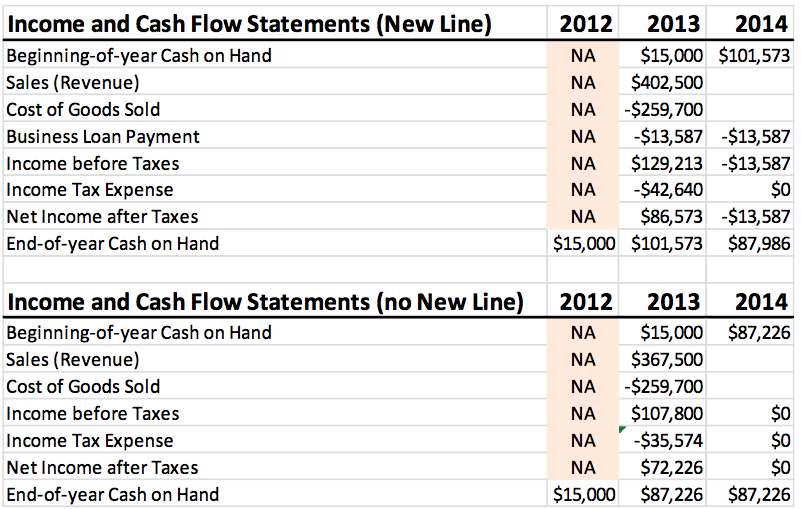 Income and Cash Flow Statements (New Line) 2012 2013 2014
Beginning-of-year Cash on Hand NA $15,000 $101,573
Sales (Revenue) NA $402,500
Cost of Goods Sold NA -$259,700
Business Loan Payment NA -$13,587 -$13,587
Income before Taxes NA $129,213 -$13,587
Income Tax Expense NA -$42,640 $0
Net Income after Taxes NA $86,573 -$13,587
End-of-year Cash on Hand $15,000 $101,573 $87,986
Income and Cash Flow Statements (no New Line) 2012 2013 2014
Beginning-of-year Cash on Hand NA $15,000 $87,226
Sales (Revenue) NA $367,500
Cost of Goods Sold NA -$259,700
Income before Taxes NA $107,800 $0
Income Tax Expense NA -$35,574 $0
Net Income after Taxes NA $72,226 $0
End-of-year Cash on Hand $15,000 $87,226 $87,226